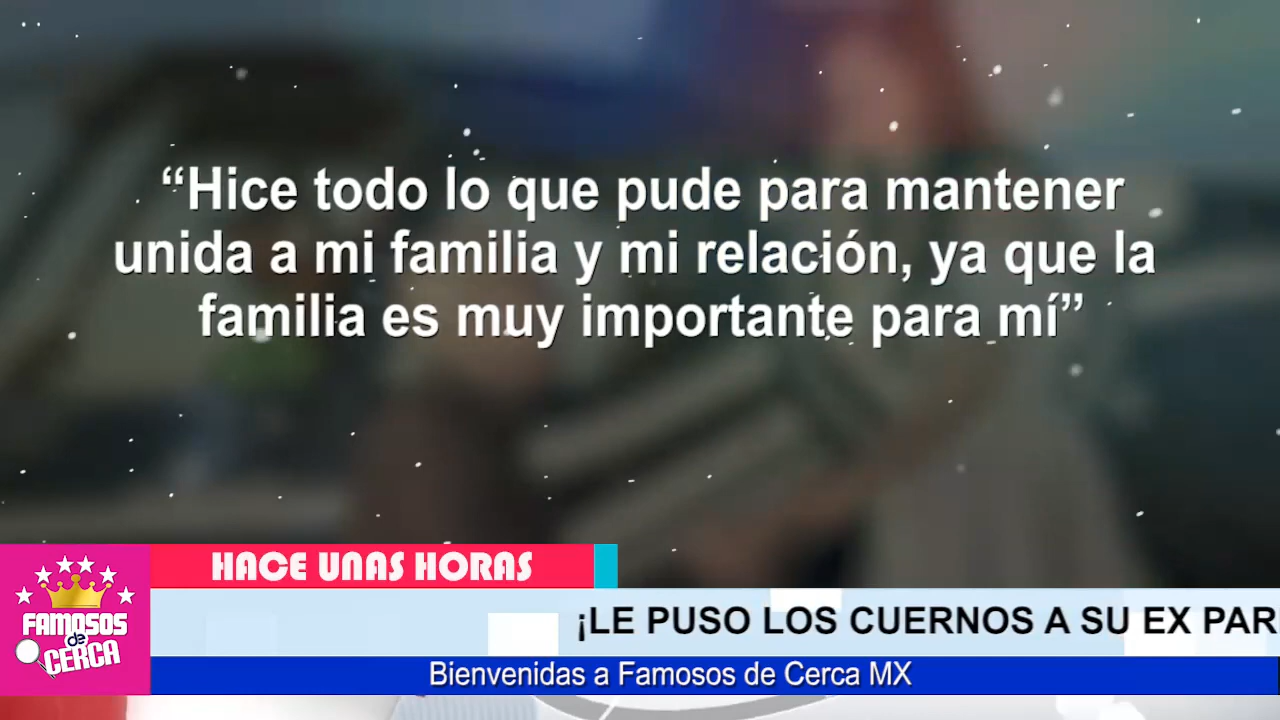 “Hice todo lo que pude para mantener
unida a mi familia y mi relación, ya que la
familia es muy importante para mí”
HACE UNAS HORAS
FAMOSOS
de
CERCA
¡LE PUSO LOS CUERNOS A SU EX PAR
Bienvenidas a Famosos de Cerca MX